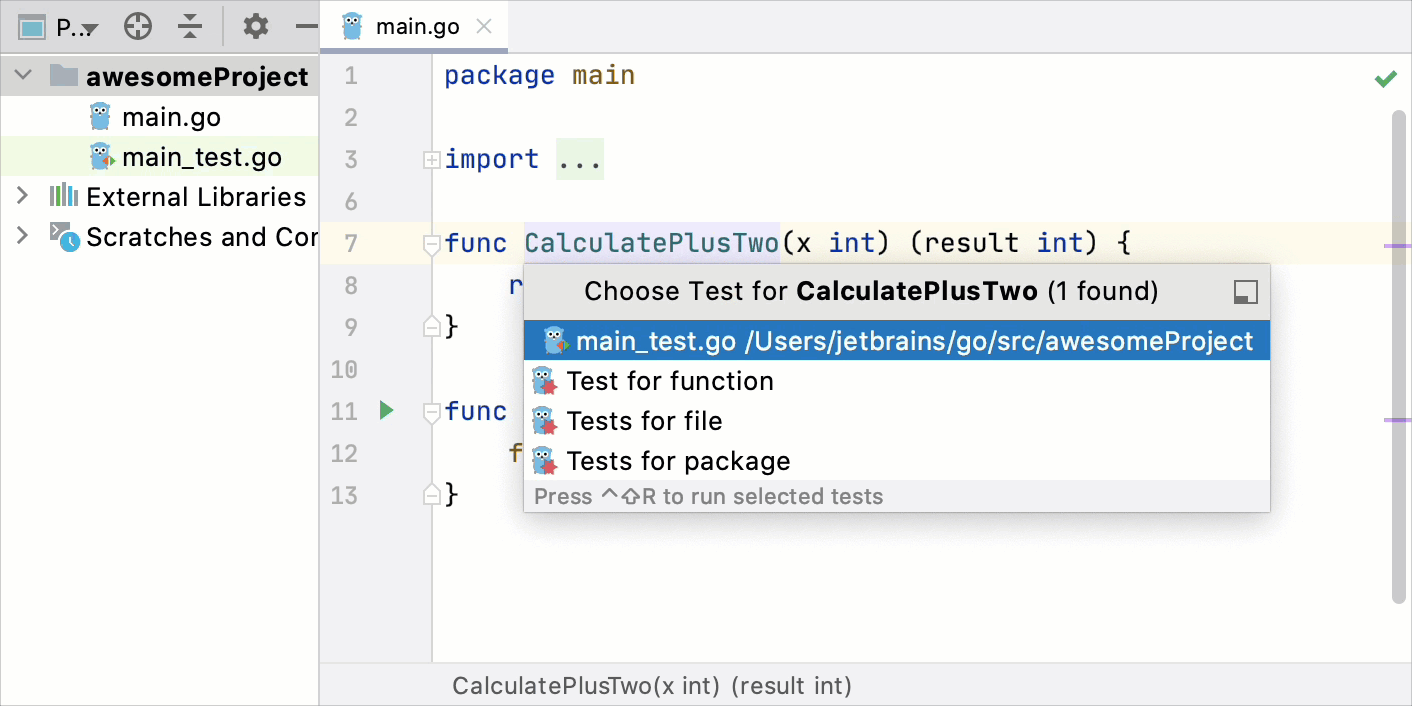 P...
main.go
awesomeProject
main.go
main_test.go
External Libraries
Scratches and Cor
1 package main
2
3 import ...
6
7 func CalculatePlusTwo(x int) (result int) {
8 r
9 }
10
11 func
12 f
13 }
Choose Test for CalculatePlusTwo (1 found)
main_test.go /Users/jetbrains/go/src/awesomeProject
Test for function
Tests for file
Tests for package
Press ^⇧R to run selected tests
CalculatePlusTwo(x int) (result int)